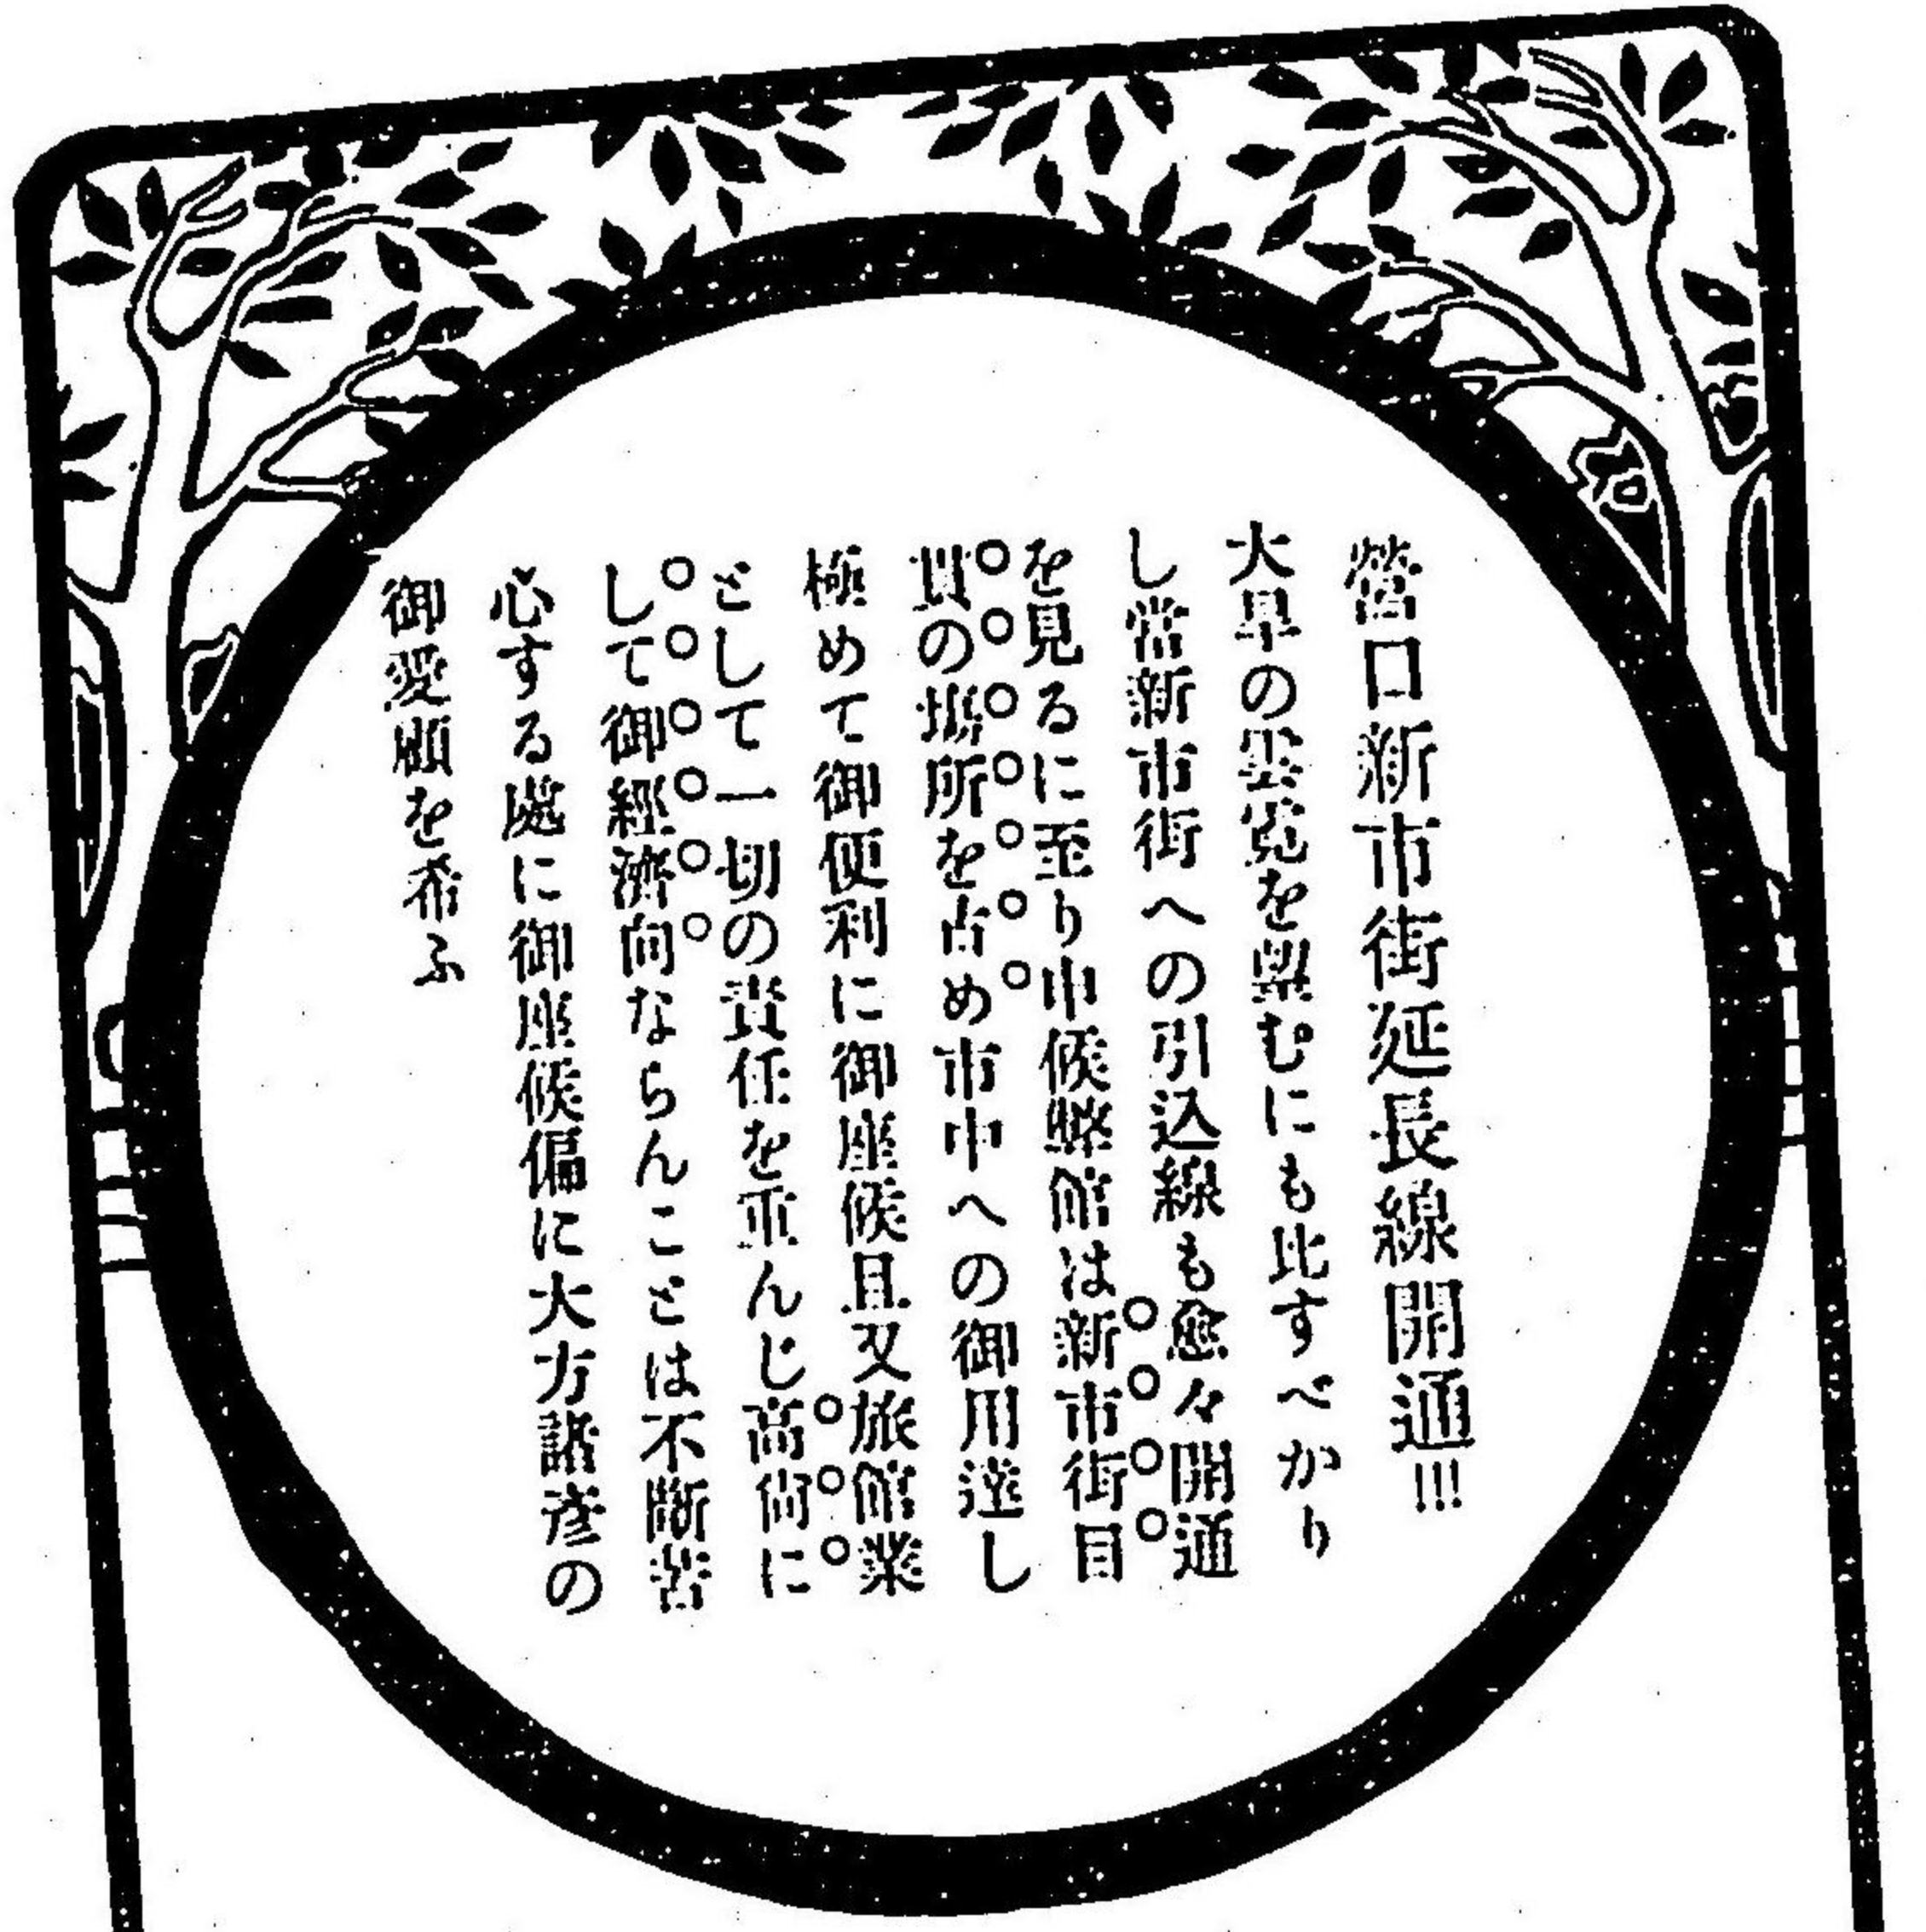 營口新市街延長線開通!!!
大旱の雲霓を望むにも比すべかり
し當新市街への引込線も愈々開通
を見るに至り申候弊館は新市街目
貫の場所を占め市中への御用達し
極めて御便利に御座候且又旅館業
として一切の責任を重んじ高尚に
して御經濟向ならんことは不斷苦
心する處に御座候偏に大方諸彦の
御愛顧を希ふ